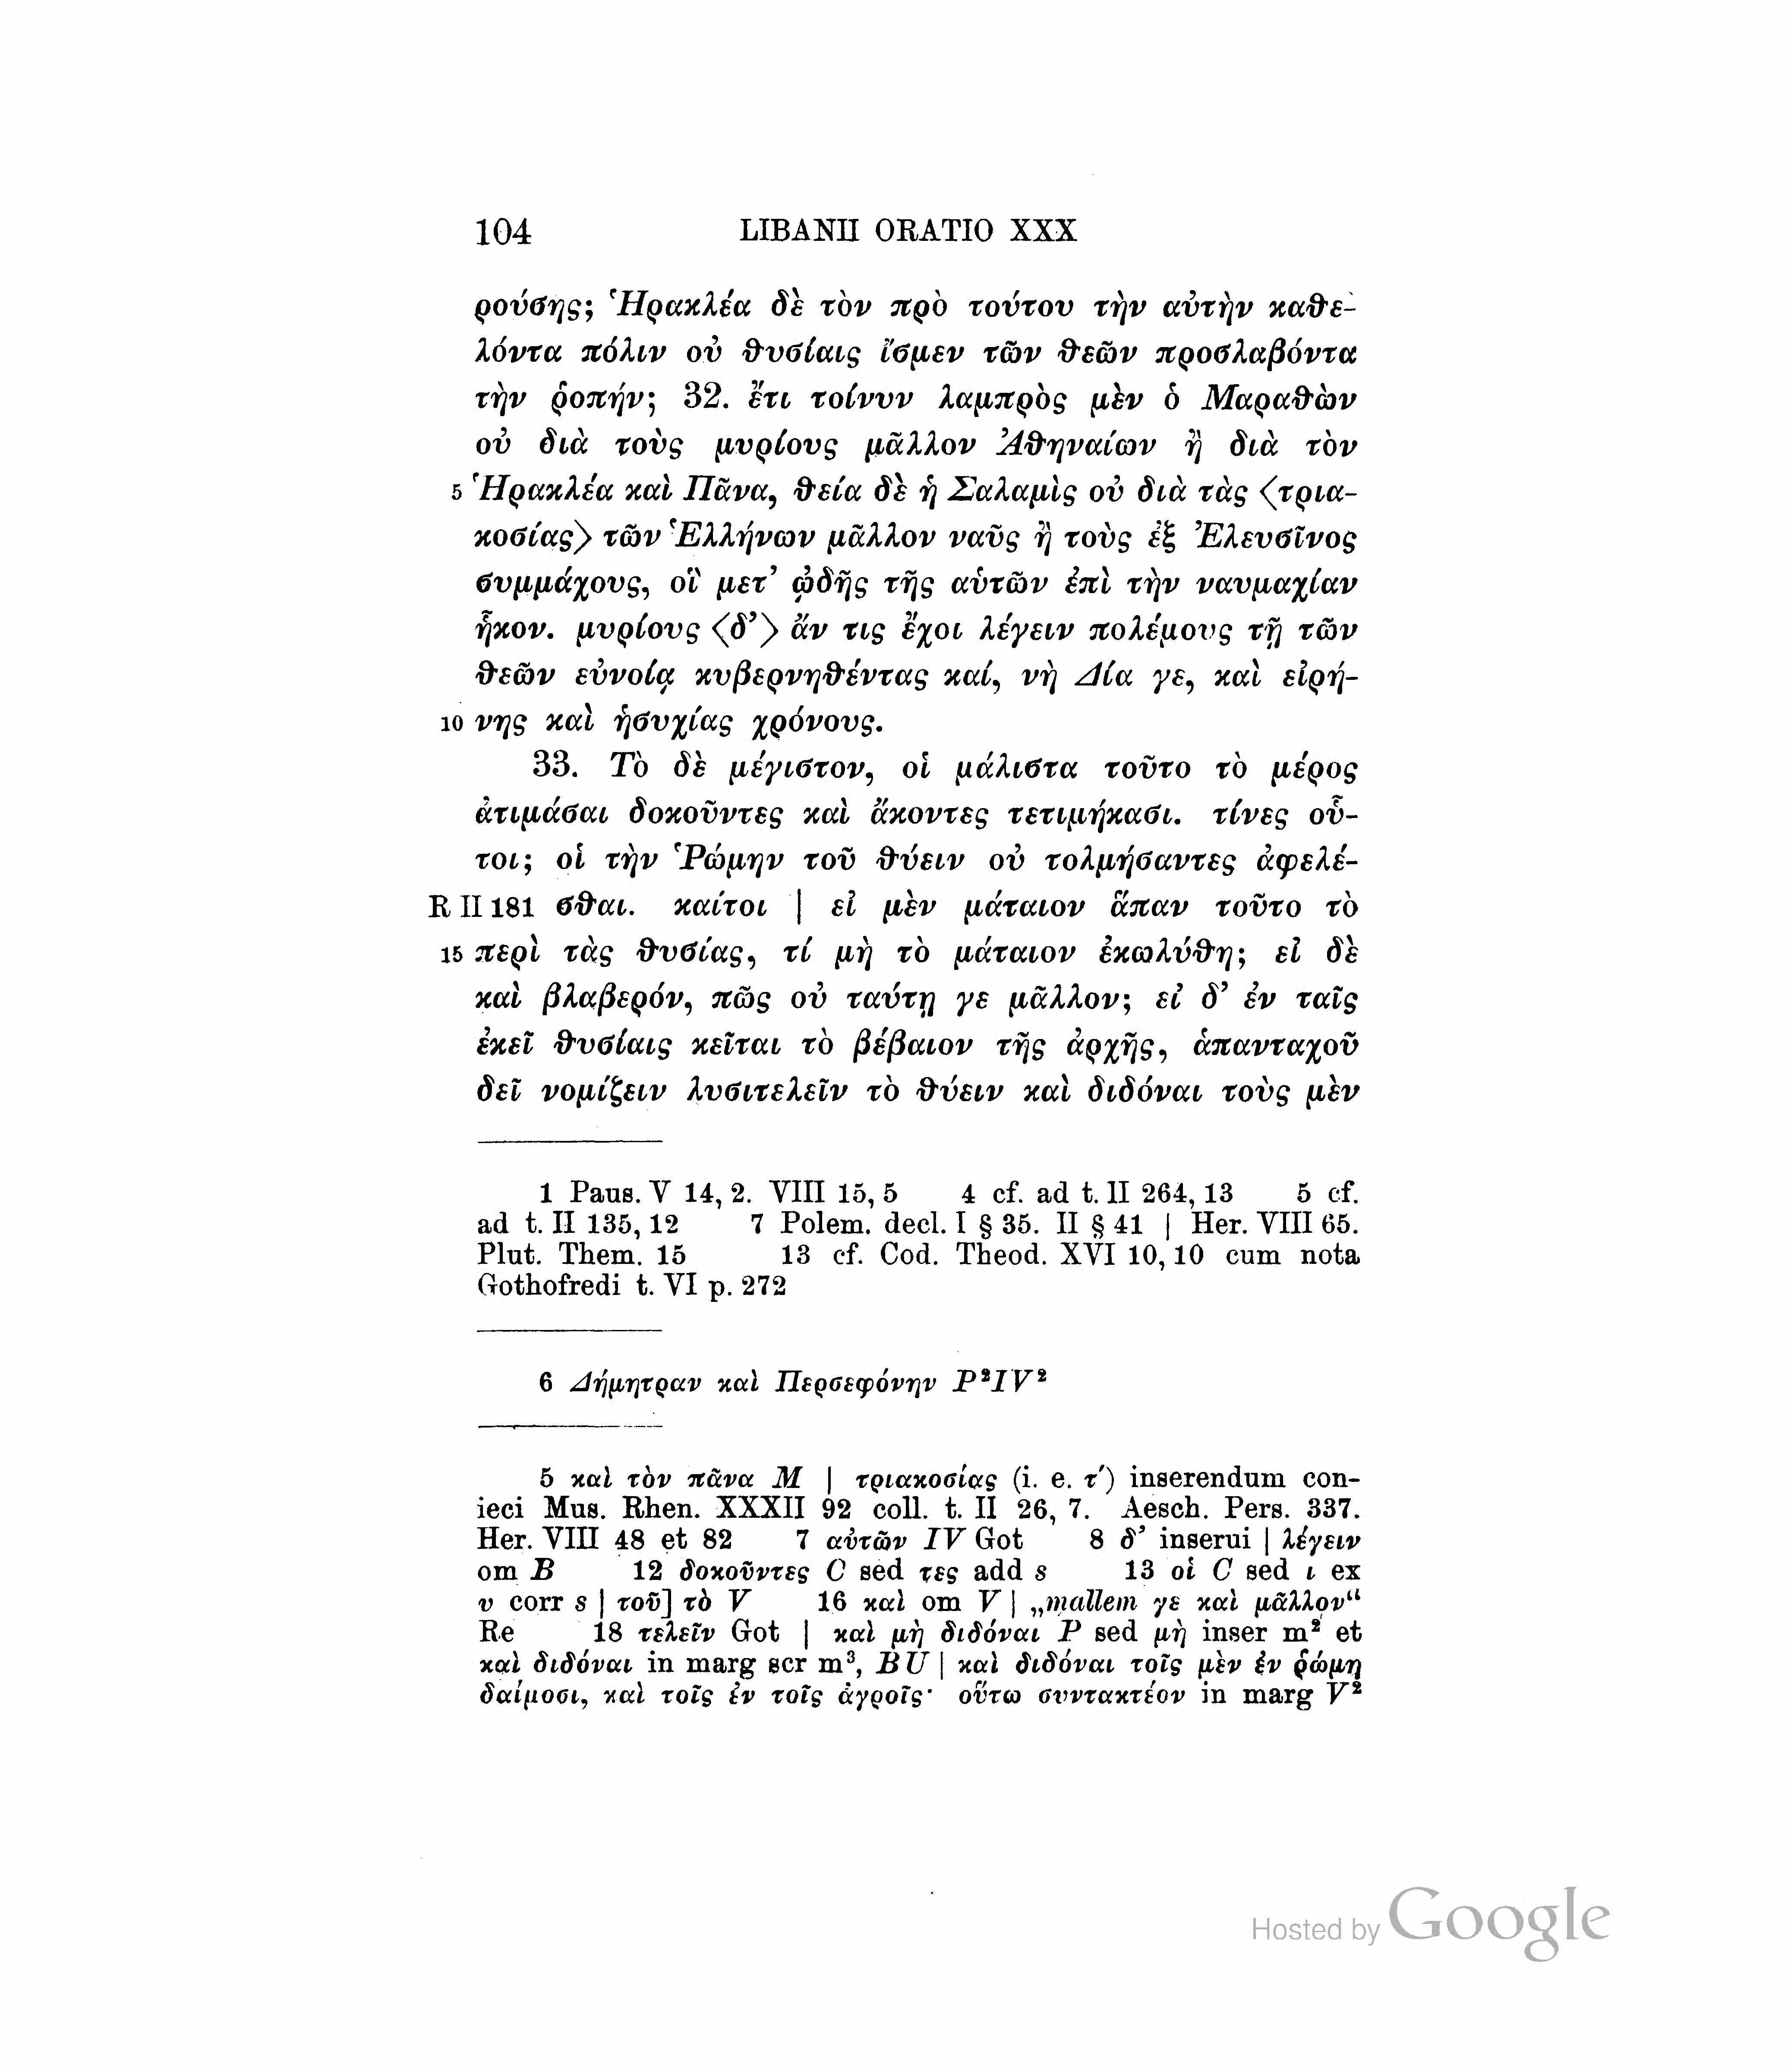 104 LIBANII ORATIO XXX
ρούσης; Ἡρακλέα δὲ τὸν πρὸ τούτου τὴν αὐτὴν καθε-
λόντα πόλιν οὐ θυσίαις ἴσμεν τῶν θεῶν προσλαβόντα
τὴν ῥοπήν; 32. ἔτι τοίνυν λαμπρὸς μὲν ὁ Μαραθὼν
οὐ διὰ τοὺς μυρίους μᾶλλον Ἀθηναίων ἢ διὰ τὸν
5 Ἡρακλέα καὶ Πᾶνα, θεία δὲ ἡ Σαλαμὶς οὐ διὰ τὰς ⟨τρια-
κοσίας⟩ τῶν Ἑλλήνων μᾶλλον ναῦς ἢ τοὺς ἐξ Ἐλευσῖνος
συμμάχους, οἳ μετ’ ᾠδῆς τῆς αὑτῶν ἐπὶ τὴν ναυμαχίαν
ἧκον. μυρίους ⟨δ’⟩ ἄν τις ἔχοι λέγειν πολέμους τῇ τῶν
θεῶν εὐνοίᾳ κυβερνηθέντας καί, νὴ Δία γε, καὶ εἰρή-
10 νης καὶ ἡσυχίας χρόνους.
33. Τὸ δὲ μέγιστον, οἱ μάλιστα τοῦτο τὸ μέρος
ἀτιμάσαι δοκοῦντες καὶ ἄκοντες τετιμήκασι. τίνες οὗ-
τοι; οἱ τὴν Ῥώμην τοῦ θύειν οὐ τολμήσαντες ἀφελέ-
R II 181 σθαι. καίτοι | εἰ μὲν μάταιον ἅπαν τοῦτο τὸ
15 περὶ τὰς θυσίας, τί μὴ τὸ μάταιον ἐκωλύθη; εἰ δὲ
καὶ βλαβερόν, πῶς οὐ ταύτῃ γε μᾶλλον; εἰ δ’ ἐν ταῖς
ἐκεῖ θυσίαις κεῖται τὸ βέβαιον τῆς ἀρχῆς, ἁπανταχοῦ
δεῖ νομίζειν λυσιτελεῖν τὸ θύειν καὶ διδόναι τοὺς μὲν
1 Paus. V 14, 2. VIII 15, 5 4 cf. ad t. II 264, 13 5 cf.
ad t. II 135, 12 7 Polem. decl. I § 35. II § 41 | Her. VIII 65.
Plut. Them. 15 13 cf. Cod. Theod. XVI 10, 10 cum nota
Gothofredi t. VI p. 272
6 Δήμητραν καὶ Περσεφόνην P²IV²
5 καὶ τὸν πᾶνα M | τριακοσίας (i. e. τ′) inserendum con-
ieci Mus. Rhen. XXXII 92 coll. t. II 26, 7. Aesch. Pers. 337.
Her. VIII 48 et 82 7 αὐτῶν IV Got 8 δ’ inserui | λέγειν
om B 12 δοκοῦντες C sed τες add s 13 οἱ C sed ι ex
υ corr s | τοῦ] τὸ V 16 καὶ om V | „mallem γε καὶ μᾶλλον“
Re 18 τελεῖν Got | καὶ μὴ διδόναι P sed μὴ inser m² et
καὶ διδόναι in marg scr m³, BU | καὶ διδόναι τοῖς μὲν ἐν ῥώμῃ
δαίμοσι, καὶ τοῖς ἐν τοῖς ἀγροῖς· οὕτω συντακτέον in marg V²
Hosted by Google